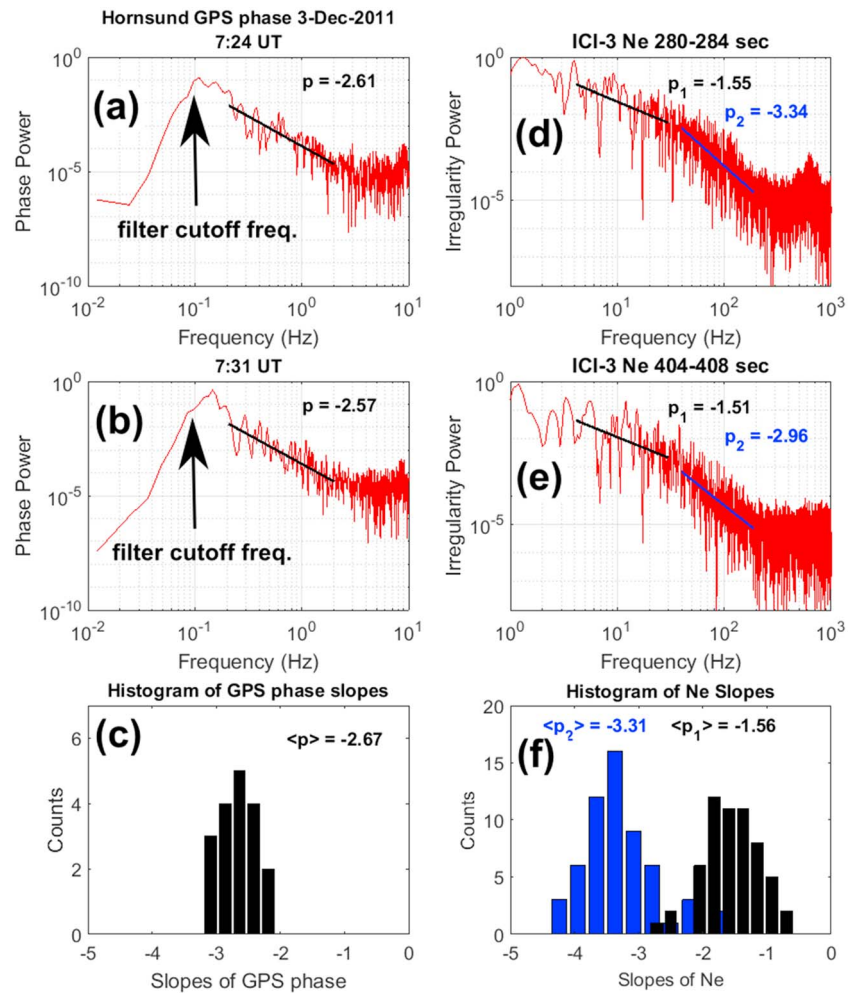 Hornsund GPS phase 3-Dec-2011
7:24 UT
10^0
10^-5
10^-10
Phase Power
(a)
p = -2.61
filter cutoff freq.
10^-2 10^-1 10^0 10^1
Frequency (Hz)
ICI-3 Ne 280-284 sec
10^0
10^-5
Irregularity Power
(d)
p1 = -1.55
p2 = -3.34
10^0 10^1 10^2 10^3
Frequency (Hz)
7:31 UT
10^0
10^-5
10^-10
Phase Power
(b)
p = -2.57
filter cutoff freq.
10^-2 10^-1 10^0 10^1
Frequency (Hz)
ICI-3 Ne 404-408 sec
10^0
10^-5
Irregularity Power
(e)
p1 = -1.51
p2 = -2.96
10^0 10^1 10^2 10^3
Frequency (Hz)
Histogram of GPS phase slopes
(c)
<p> = -2.67
6
4
2
0
Counts
-5 -4 -3 -2 -1 0
Slopes of GPS phase
Histogram of Ne Slopes
20
15
10
5
0
Counts
<p2> = -3.31 <p1> = -1.56
(f)
-5 -4 -3 -2 -1 0
Slopes of Ne